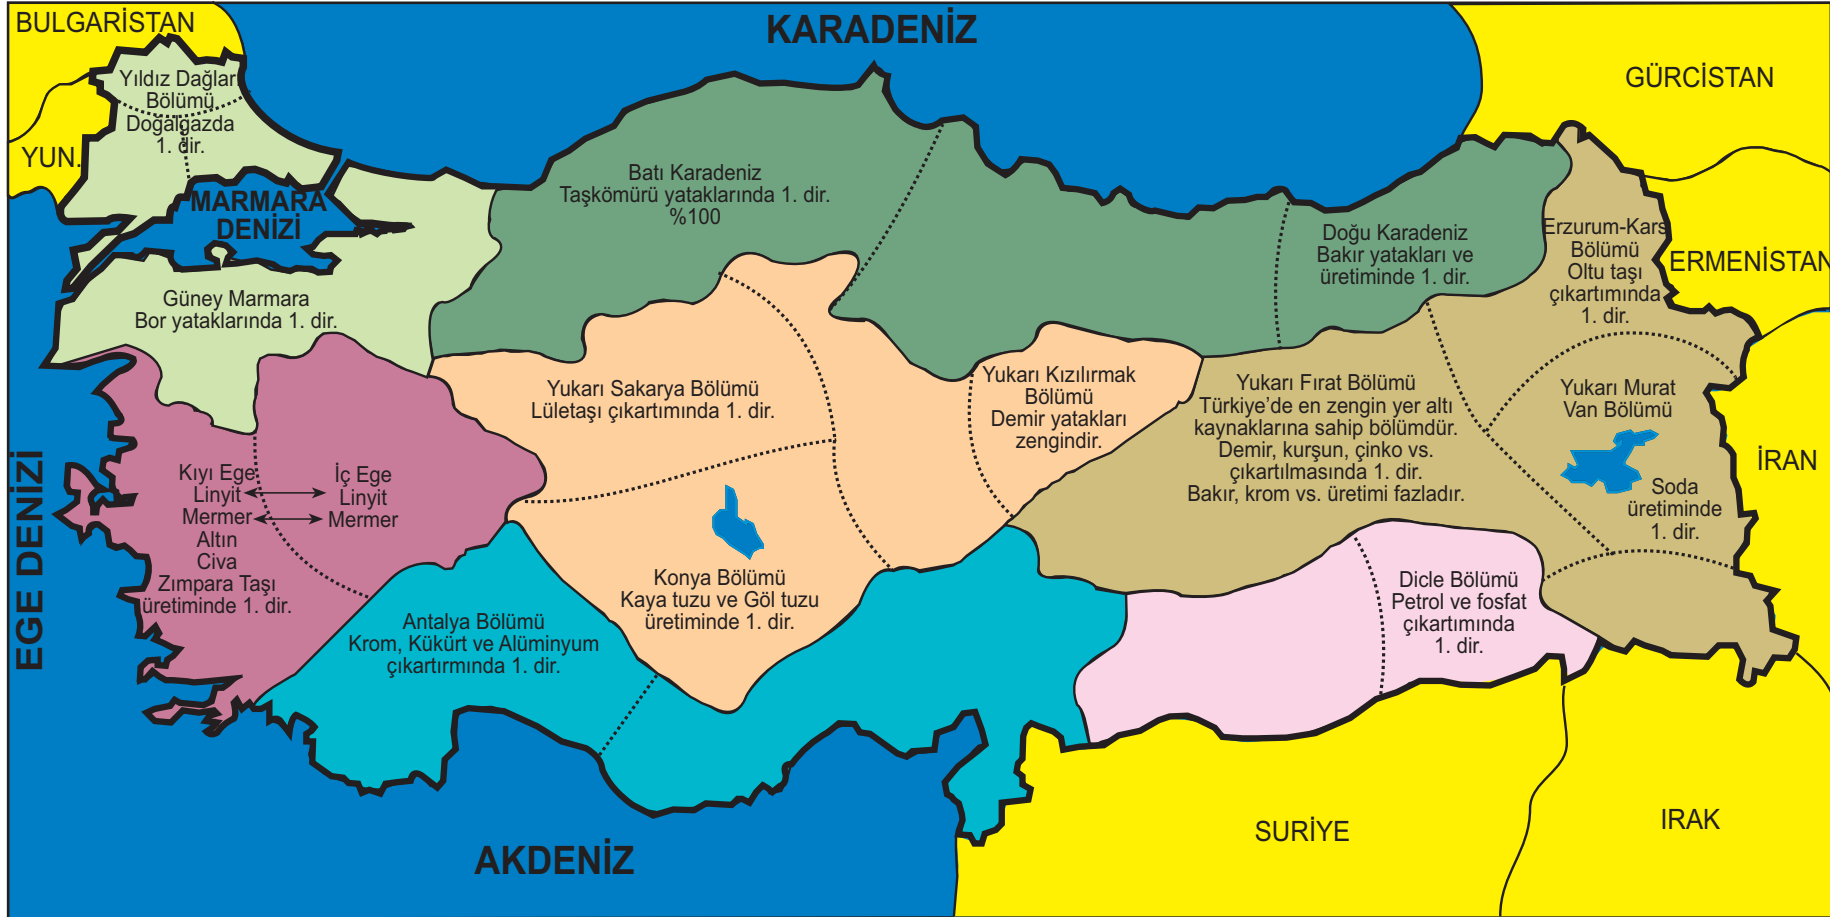 BULGARİSTAN
KARADENİZ
GÜRCİSTAN
Yıldız Dağlar
Bölümü
Doğalgazda
1. dir.
YUN.
MARMARA
DENİZİ
Batı Karadeniz
Taşkömürü yataklarında 1. dir.
%100
Doğu Karadeniz
Bakır yatakları ve
üretiminde 1. dir.
Erzurum-Kars
Bölümü
Oltu taşı
çıkartımında
1. dir.
ERMENİSTAN
Güney Marmara
Bor yataklarında 1. dir.
Yukarı Sakarya Bölümü
Lületaşı çıkartımında 1. dir.
Yukarı Kızılırmak
Bölümü
Demir yatakları
zengindir.
Yukarı Fırat Bölümü
Türkiye'de en zengin yer altı
kaynaklarına sahip bölümdür.
Demir, kurşun, çinko vs.
çıkartılmasında 1. dir.
Bakır, krom vs. üretimi fazladır.
Yukarı Murat
Van Bölümü
Soda
üretiminde
1. dir.
İRAN
EGE DENİZİ
Kıyı Ege
Linyit
Mermer
Altın
Civa
Zımpara Taşı
üretiminde 1. dir.
İç Ege
Linyit
Mermer
Konya Bölümü
Kaya tuzu ve Göl tuzu
üretiminde 1. dir.
Antalya Bölümü
Krom, Kükürt ve Alüminyum
çıkartırmında 1. dir.
Dicle Bölümü
Petrol ve fosfat
çıkartımında
1. dir.
AKDENİZ
SURİYE
IRAK